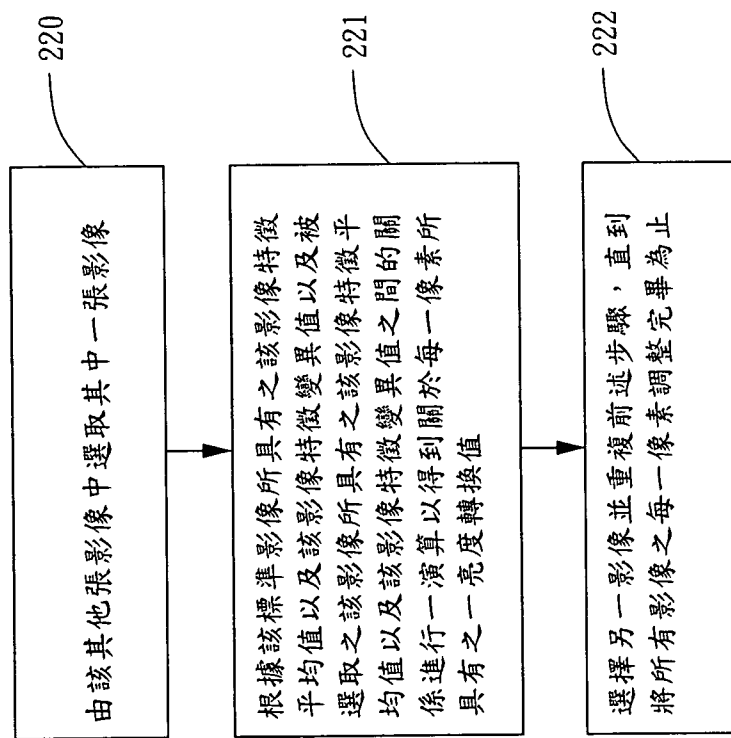 220
由該其他張影像中選取其中一張影像
221
根據該標準影像所具有之該影像特徵
平均值以及該影像特徵變異值以及被
選取之該影像所具有之該影像特徵平
均值以及該影像特徵變異值之間的關
係進行一演算以得到關於每一像素所
具有之一亮度轉換值
222
選擇另一影像並重複前述步驟，直到
將所有影像之每一像素調整完畢為止